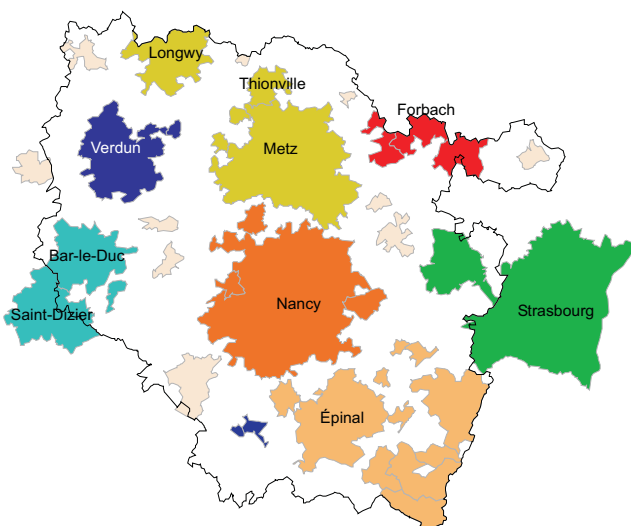 Longwy
Thionville
Forbach
Verdun
Metz
Bar-le-Duc
Nancy
Saint-Dizier
Strasbourg
Épinal